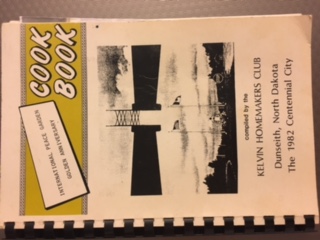 COOK
BOOK
INTERNATIONAL PEACE GARDEN
GOLDEN ANNIVERSARY
compiled by the
KELVIN HOMEMAKERS CLUB
Dunseith, North Dakota
The 1982 Centennial City